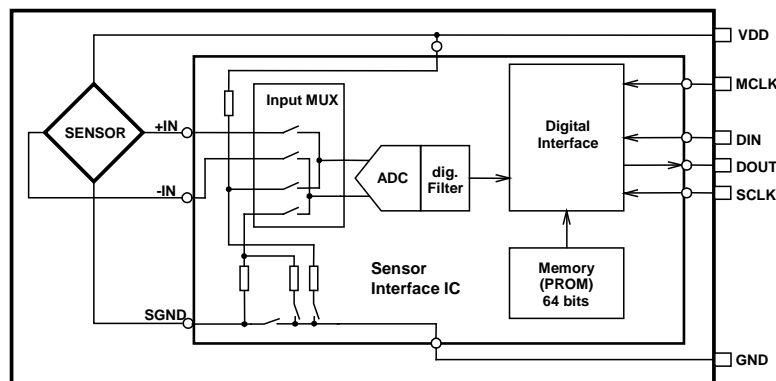 VDD
MCLK
Input MUX
+IN
SENSOR
Digital
Interface
DIN
DOUT
ADC
dig.
Filter
-IN
SCLK
Sensor
Interface IC
Memory
(PROM)
64 bits
SGND
GND